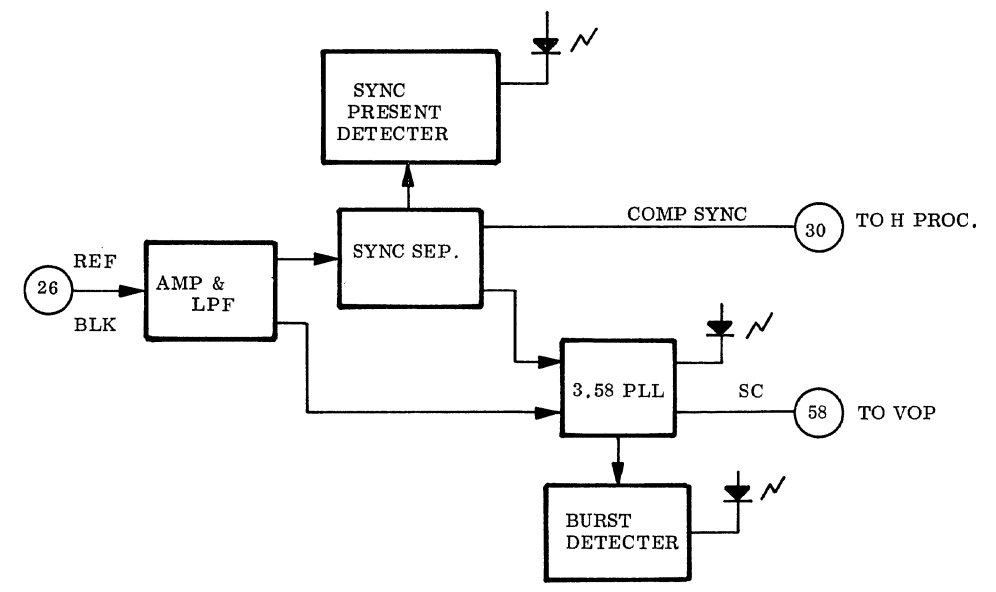 SYNC
PRESENT
DETECTER
COMP SYNC
30
TO H PROC.
SYNC SEP.
REF
26
BLK
AMP &
LPF
3.58 PLL
SC
58
TO VOP
BURST
DETECTER